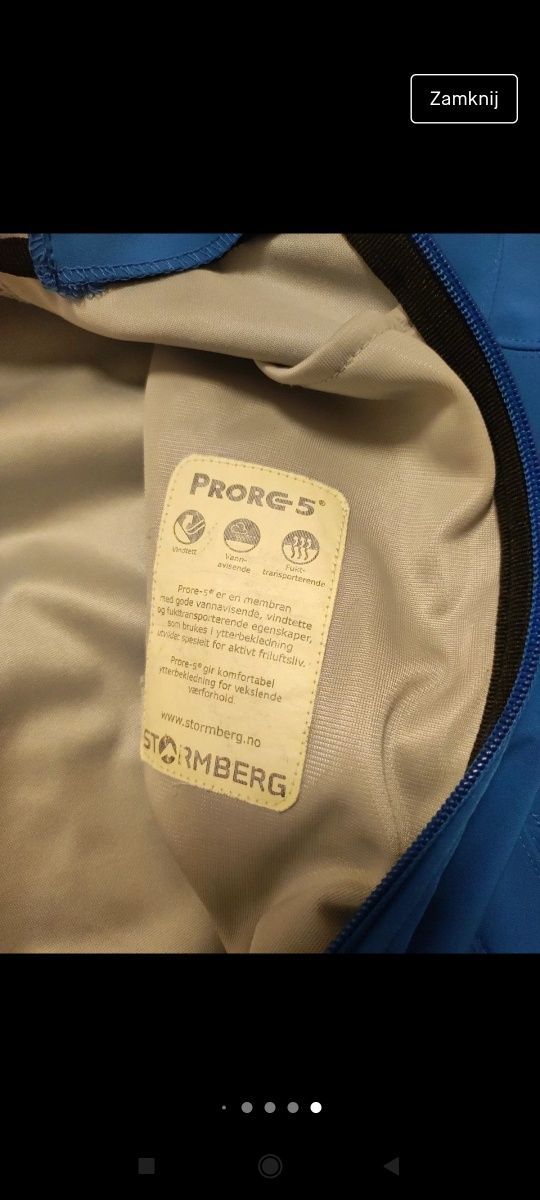 Zamknij
PRORE-5®
Vindtett
Vann-
avisende
Fukt-
transporterende
Prore-5® er en membran
med gode vannavisende, vindtette
og fukttransporterende egenskaper,
som brukes i ytterbekledning
utviklet spesielt for aktivt friluftsliv.
Prore-5® gir komfortabel
ytterbekledning for vekslende
værforhold.
www.stormberg.no
STORMBERG